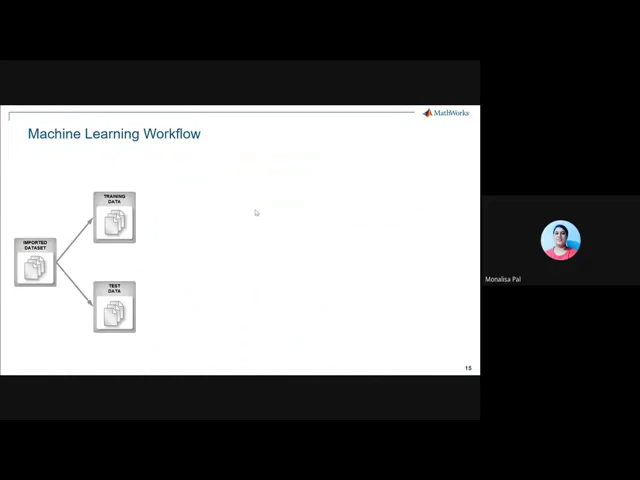 MathWorks
Machine Learning Workflow
TRAINING
DATA
IMPORTED
DATASET
TEST
DATA
Monalisa Pal
15